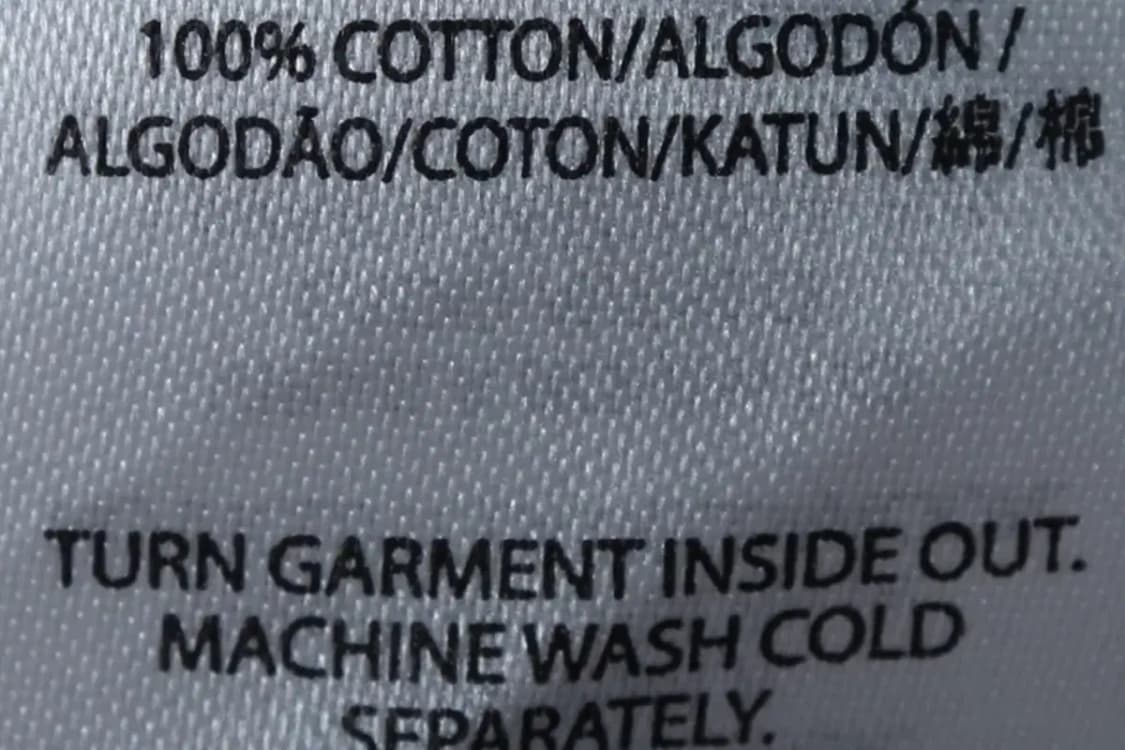 100% COTTON/ALGODÓN /
ALGODÃO/COTON/KATUN/綿/棉
TURN GARMENT INSIDE OUT.
MACHINE WASH COLD
SEPARATELY.